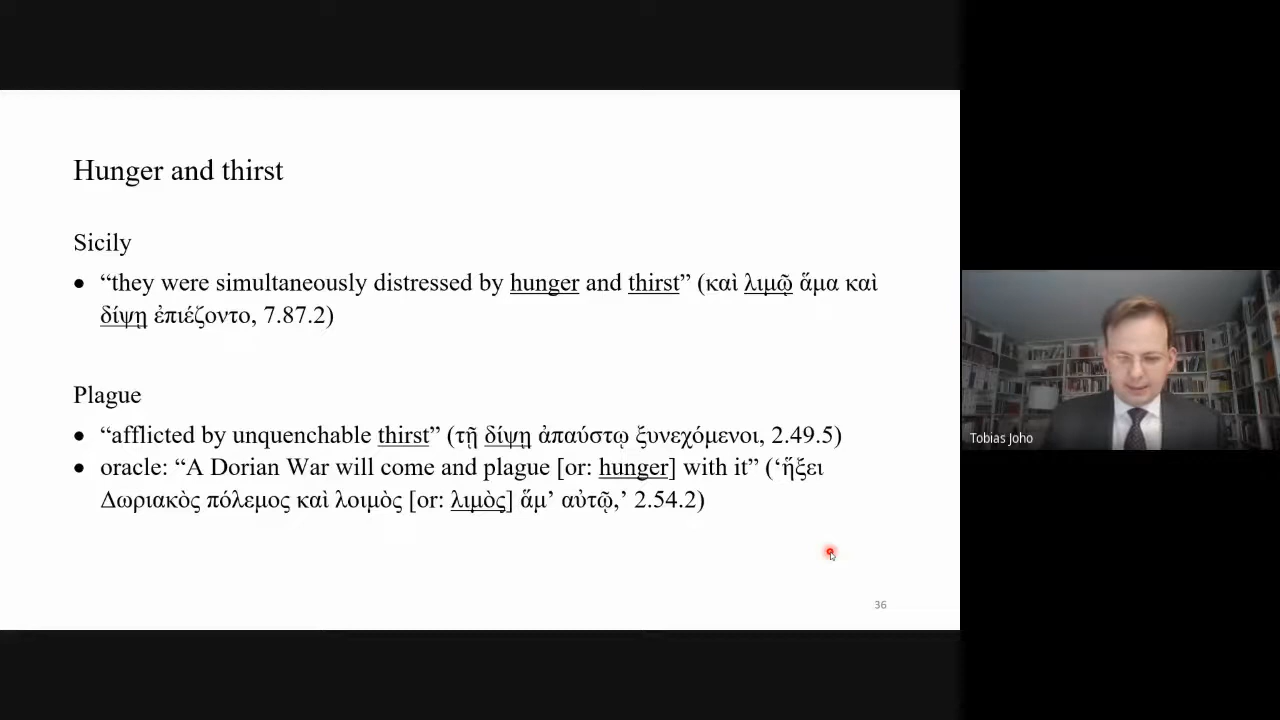 Hunger and thirst
Sicily
• “they were simultaneously distressed by hunger and thirst” (καὶ λιμῷ ἅμα καὶ
δίψῃ ἐπιέζοντο, 7.87.2)
Plague
• “afflicted by unquenchable thirst” (τῇ δίψῃ ἀπαύστῳ ξυνεχόμενοι, 2.49.5)
• oracle: “A Dorian War will come and plague [or: hunger] with it” (‘ἥξει
Δωριακὸς πόλεμος καὶ λοιμὸς [or: λιμὸς] ἅμ’ αὐτῷ,’ 2.54.2)
36
Tobias Joho